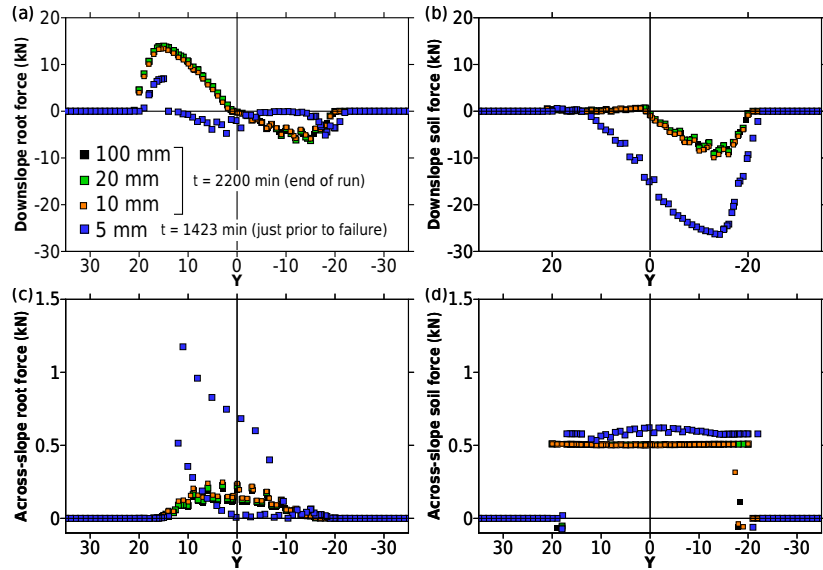 (a)
20
10
0
-10
-20
-30
Downslope root force (kN)
100 mm
20 mm
10 mm
t = 2200 min (end of run)
5 mm t = 1423 min (just prior to failure)
30 20 10 0 -10 -20 -30
Y
(b)
20
10
0
-10
-20
-30
Downslope soil force (kN)
20 0 -20
Y
(c)
1.5
1
0.5
0
Across-slope root force (kN)
30 20 10 0 -10 -20 -30
Y
(d)
1.5
1
0.5
0
Across-slope soil force (kN)
30 20 10 0 -10 -20 -30
Y